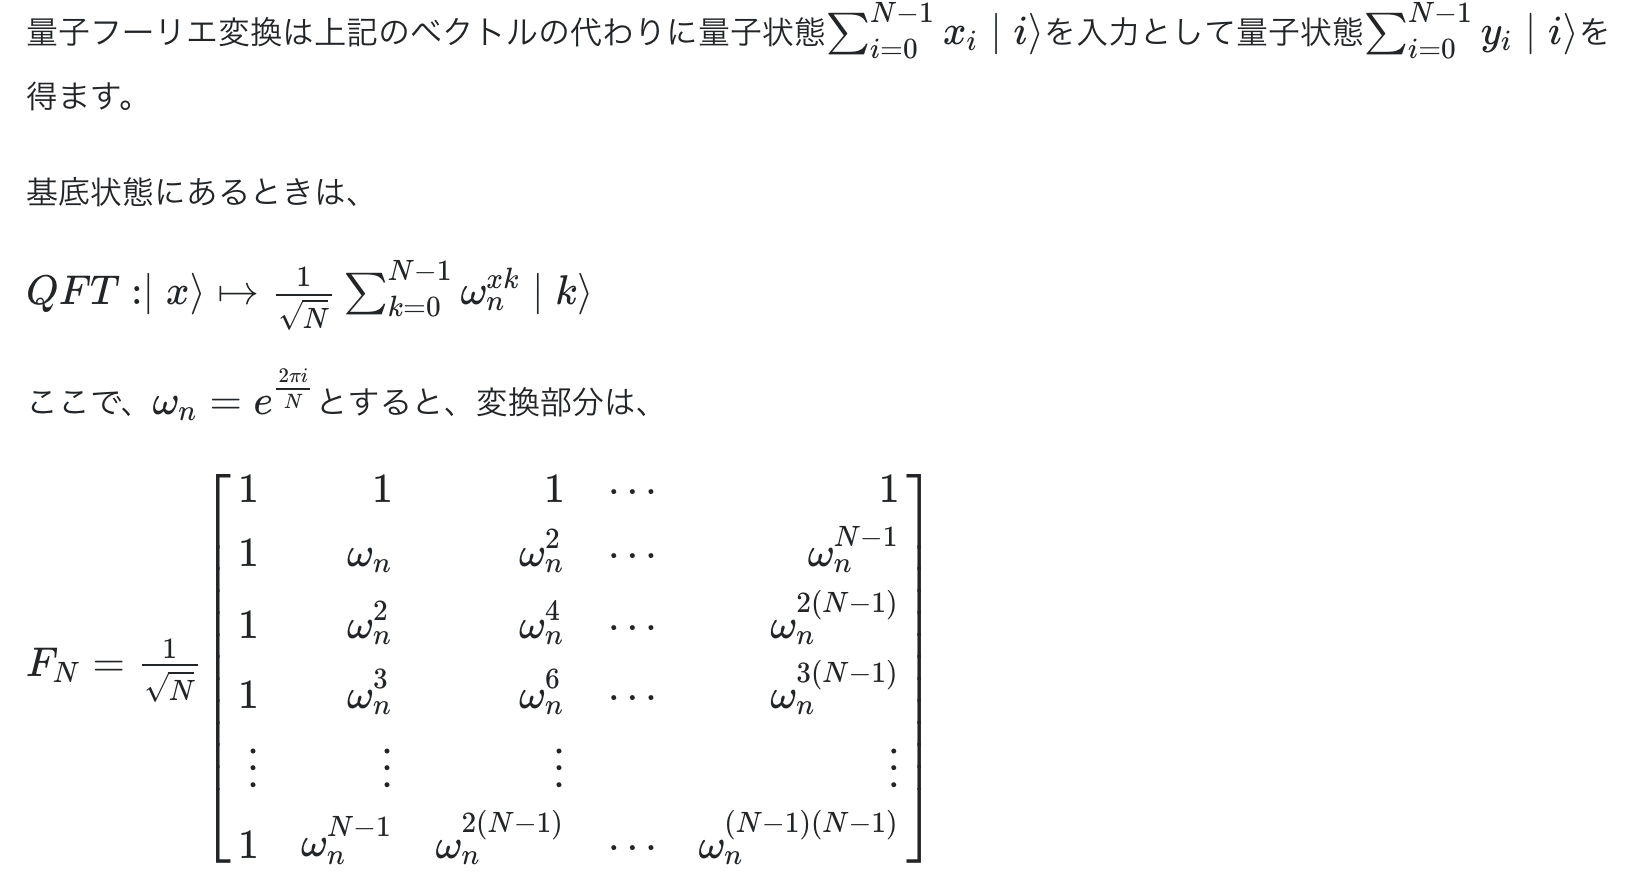 量子フーリエ変換は上記のベクトルの代わりに量子状態$\sum_{i=0}^{N-1} x_i \mid i\rangle$を入力として量子状態$\sum_{i=0}^{N-1} y_i \mid i\rangle$を
得ます。
基底状態にあるときは、
$QFT :\mid x\rangle \mapsto \frac{1}{\sqrt{N}} \sum_{k=0}^{N-1} \omega_n^{xk} \mid k\rangle$
ここで、$\omega_n = e^{\frac{2\pi i}{N}}$とすると、変換部分は、
$F_N = \frac{1}{\sqrt{N}} \begin{bmatrix} 1 & 1 & 1 & \cdots & 1 \\ 1 & \omega_n & \omega_n^2 & \cdots & \omega_n^{N-1} \\ 1 & \omega_n^2 & \omega_n^4 & \cdots & \omega_n^{2(N-1)} \\ 1 & \omega_n^3 & \omega_n^6 & \cdots & \omega_n^{3(N-1)} \\ \vdots & \vdots & \vdots & & \vdots \\ 1 & \omega_n^{N-1} & \omega_n^{2(N-1)} & \cdots & \omega_n^{(N-1)(N-1)} \end{bmatrix}$